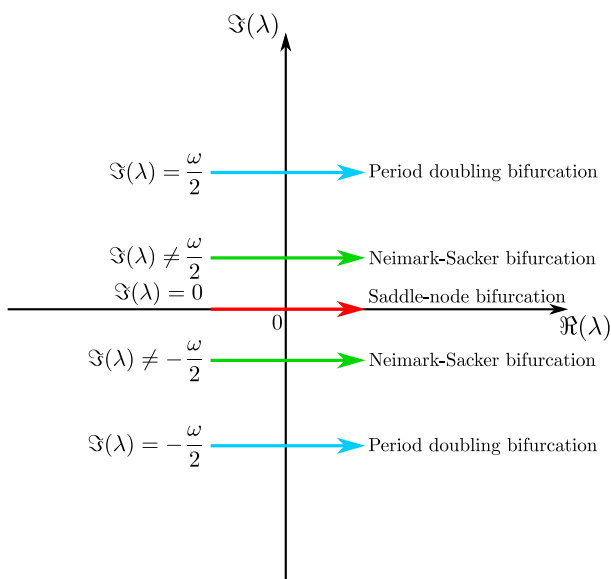 ℑ(λ)
ℑ(λ) = ω/2 Period doubling bifurcation
ℑ(λ) ≠ ω/2 Neimark-Sacker bifurcation
ℑ(λ) = 0 Saddle-node bifurcation
0 ℜ(λ)
ℑ(λ) ≠ −ω/2 Neimark-Sacker bifurcation
ℑ(λ) = −ω/2 Period doubling bifurcation